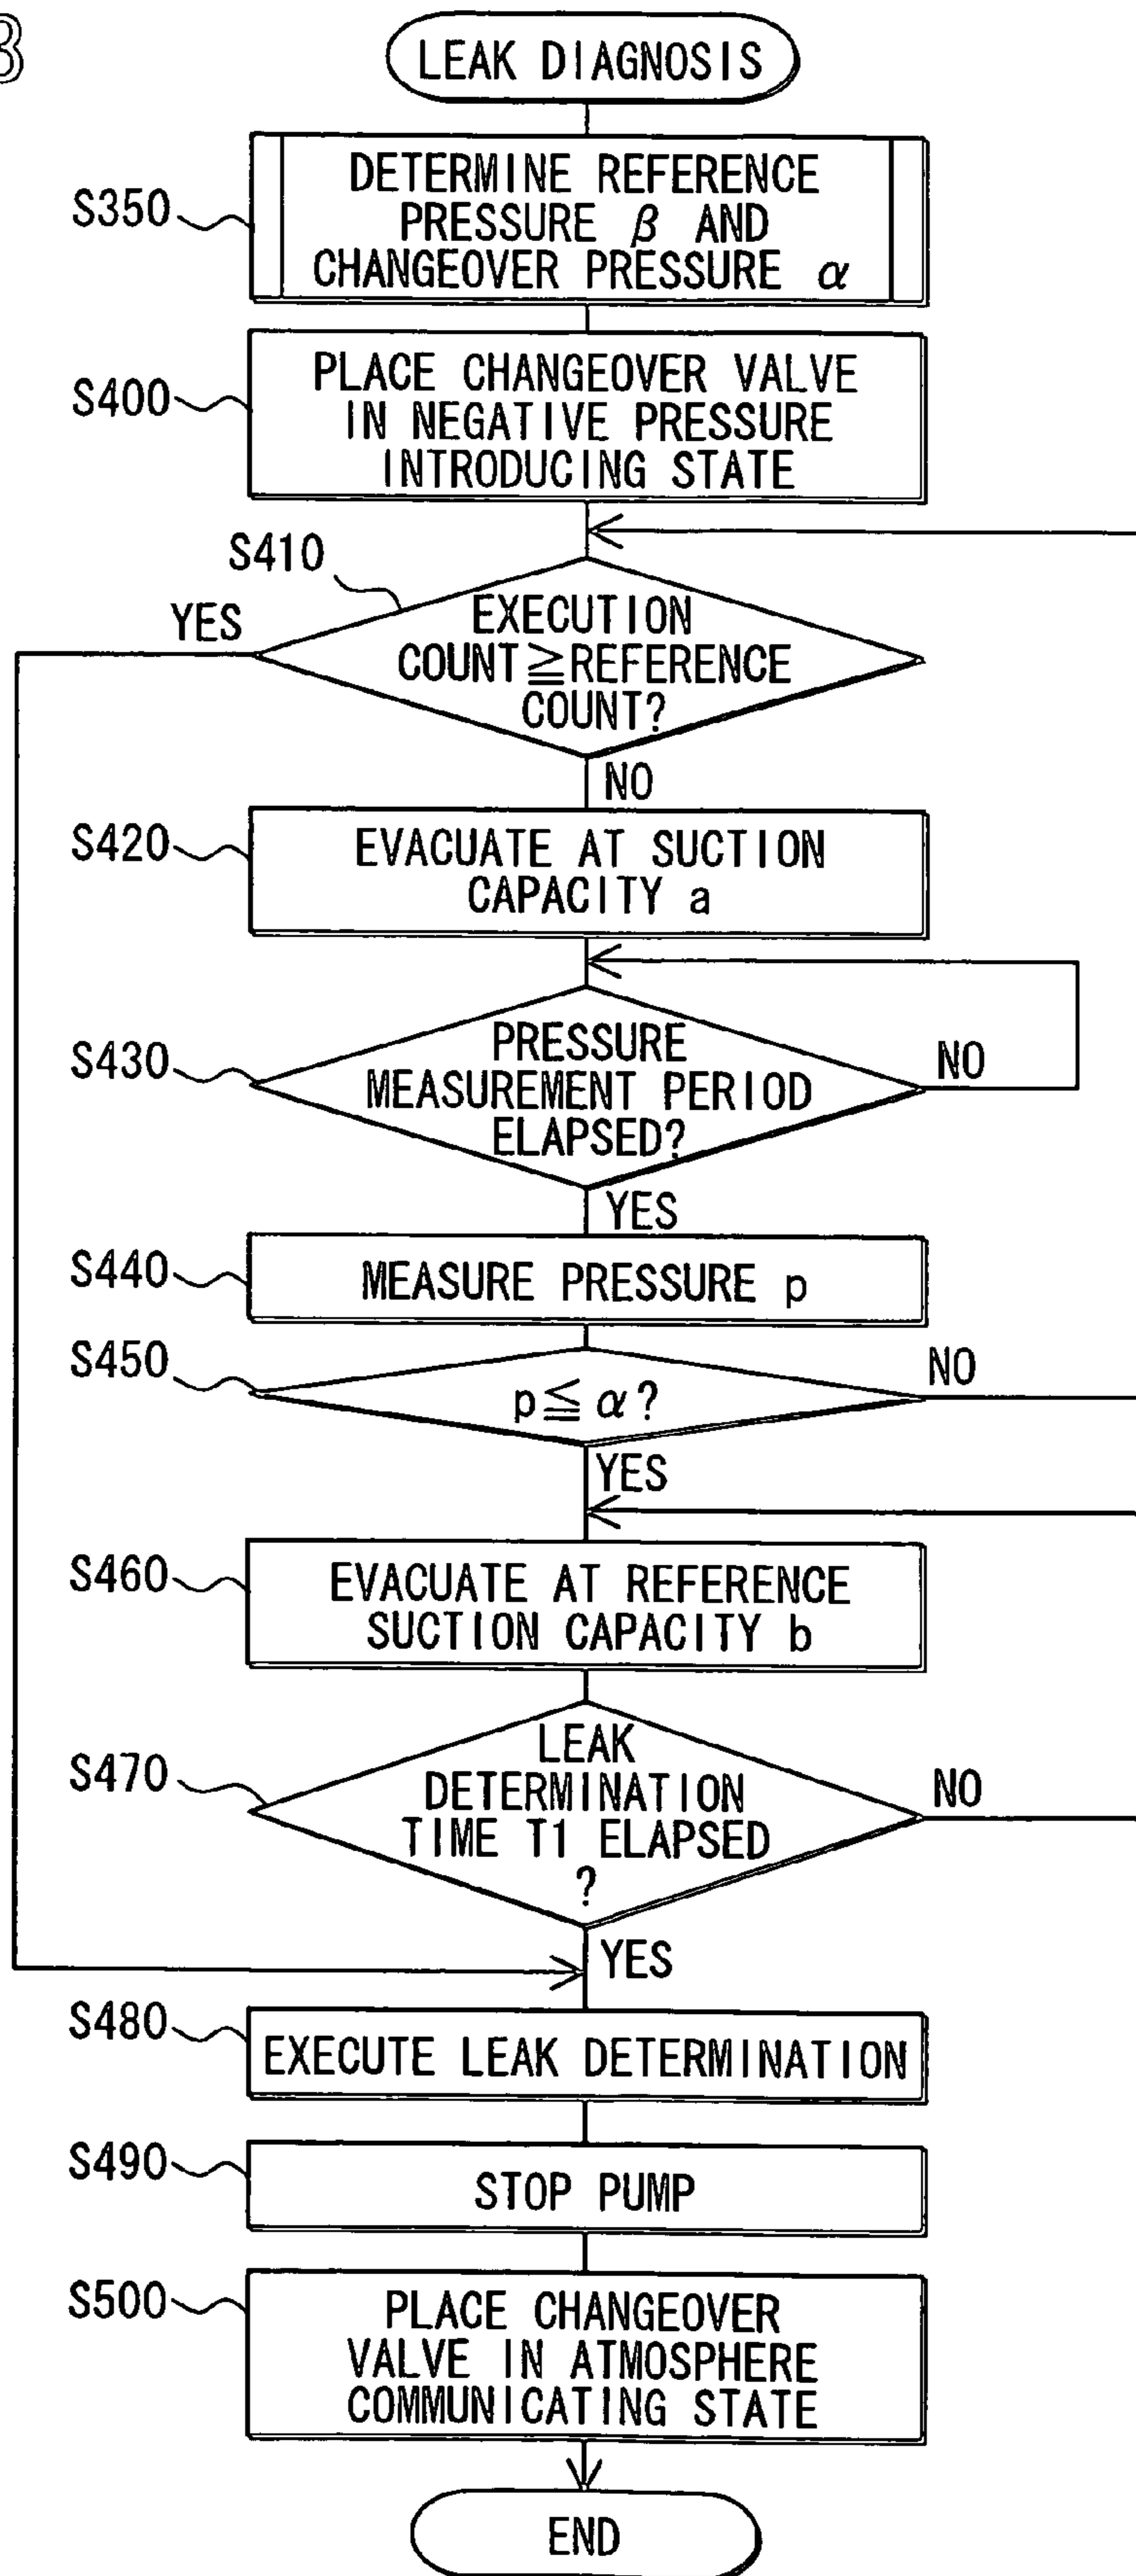 3
LEAK DIAGNOSIS
S350
DETERMINE REFERENCE
PRESSURE β AND
CHANGEOVER PRESSURE α
S400
PLACE CHANGEOVER VALVE
IN NEGATIVE PRESSURE
INTRODUCING STATE
S410
YES
EXECUTION
COUNT≧REFERENCE
COUNT?
NO
S420
EVACUATE AT SUCTION
CAPACITY a
S430
PRESSURE
MEASUREMENT PERIOD
ELAPSED?
NO
YES
S440
MEASURE PRESSURE p
S450
p≦α?
NO
YES
S460
EVACUATE AT REFERENCE
SUCTION CAPACITY b
S470
LEAK
DETERMINATION
TIME T1 ELAPSED
?
NO
YES
S480
EXECUTE LEAK DETERMINATION
S490
STOP PUMP
S500
PLACE CHANGEOVER
VALVE IN ATMOSPHERE
COMMUNICATING STATE
END